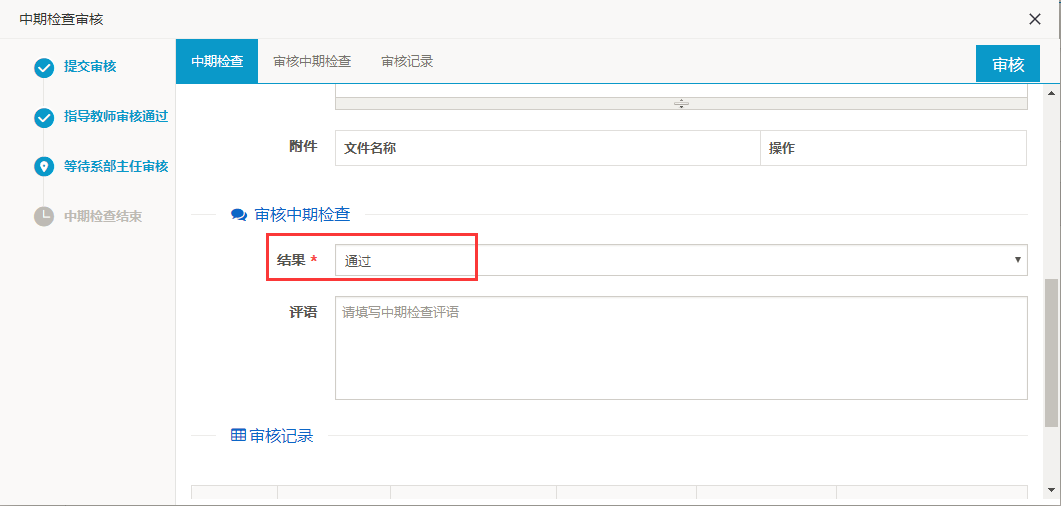 中期检查审核
提交审核
指导教师审核通过
等待系部主任审核
中期检查结束
中期检查 审核中期检查 审核记录 审核
附件 文件名称 操作
审核中期检查
结果 * 通过
评语 请填写中期检查评语
审核记录